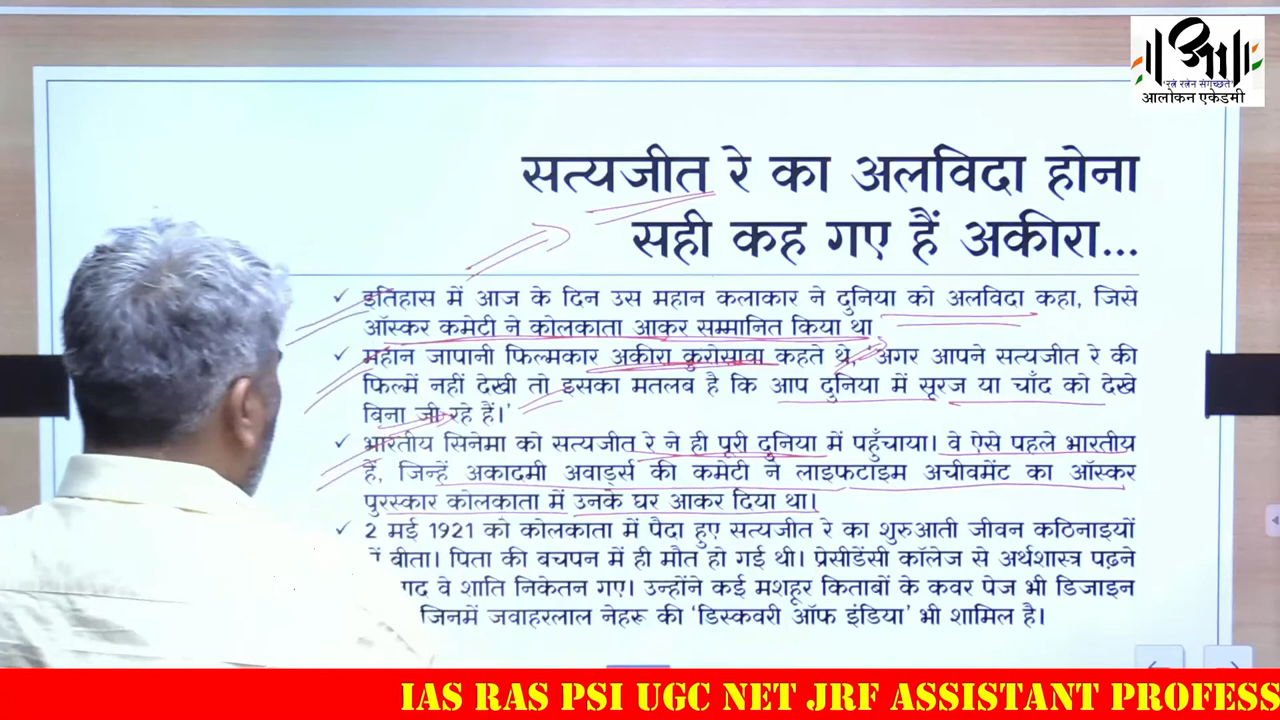 'रत्नं रत्नेन संगच्छते'
आलोकन एकेडमी
सत्यजीत रे का अलविदा होना
सही कह गए हैं अकीरा...
✓ इतिहास में आज के दिन उस महान कलाकार ने दुनिया को अलविदा कहा, जिसे
ऑस्कर कमेटी ने कोलकाता आकर सम्मानित किया था
✓ महान जापानी फिल्मकार अकीरा कुरोसावा कहते थे, 'अगर आपने सत्यजीत रे की
फिल्में नहीं देखी तो इसका मतलब है कि आप दुनिया में सूरज या चाँद को देखे
बिना जी रहे हैं।'
✓ भारतीय सिनेमा को सत्यजीत रे ने ही पूरी दुनिया में पहुँचाया। वे ऐसे पहले भारतीय
हैं, जिन्हें अकादमी अवार्ड्स की कमेटी ने लाइफटाइम अचीवमेंट का ऑस्कर
पुरस्कार कोलकाता में उनके घर आकर दिया था।
✓ 2 मई 1921 को कोलकाता में पैदा हुए सत्यजीत रे का शुरुआती जीवन कठिनाइयों
बीता। पिता की बचपन में ही मौत हो गई थी। प्रेसीडेंसी कॉलेज से अर्थशास्त्र पढ़ने
वे शांति निकेतन गए। उन्होंने कई मशहूर किताबों के कवर पेज भी डिजाइन
जिनमें जवाहरलाल नेहरू की 'डिस्कवरी ऑफ इंडिया' भी शामिल है।
IAS RAS PSI UGC NET JRF ASSISTANT PROFESS